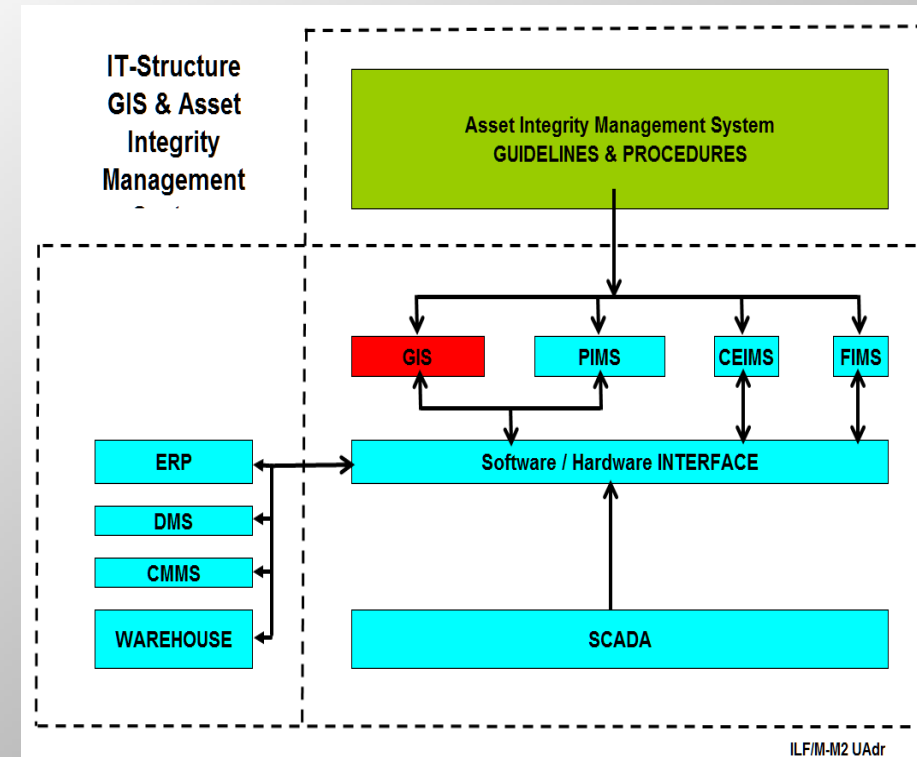 IT-Structure
GIS & Asset
Integrity
Management
Asset Integrity Management System
GUIDELINES & PROCEDURES
GIS
PIMS
CEIMS
FIMS
ERP
Software / Hardware INTERFACE
DMS
CMMS
WAREHOUSE
SCADA
ILF/M-M2 UAdr